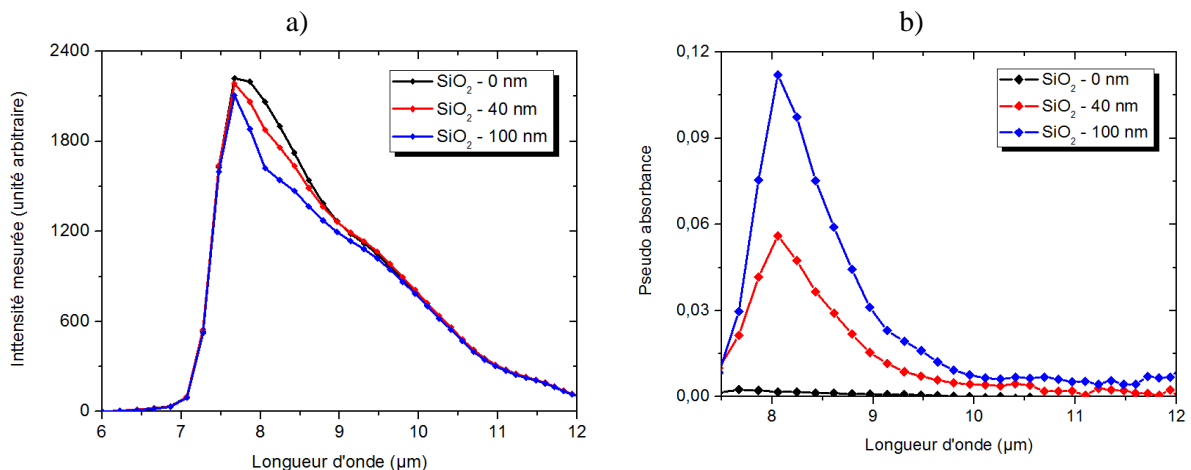 a)
Inttensité mesurée (unité arbitraire)
2400
1800
1200
600
0
SiO2 - 0 nm
SiO2 - 40 nm
SiO2 - 100 nm
6 7 8 9 10 11 12
Longueur d'onde (µm)
b)
Pseudo absorbance
0,12
0,09
0,06
0,03
0,00
SiO2 - 0 nm
SiO2 - 40 nm
SiO2 - 100 nm
8 9 10 11 12
Longueur d'onde (µm)